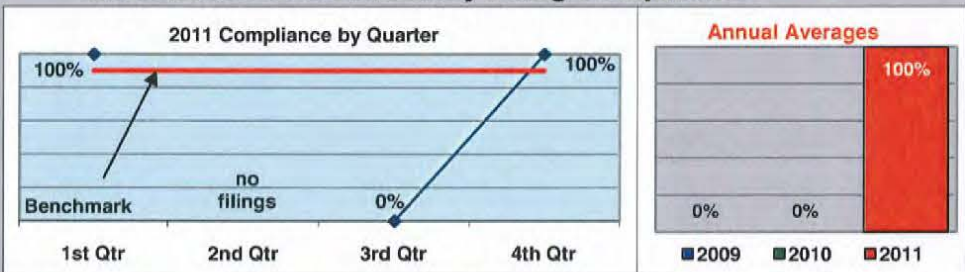 2011 Compliance by Quarter
100%
100%
Benchmark
no
filings
0%
1st Qtr 2nd Qtr 3rd Qtr 4th Qtr
Annual Averages
100%
0% 0%
2009 2010 2011